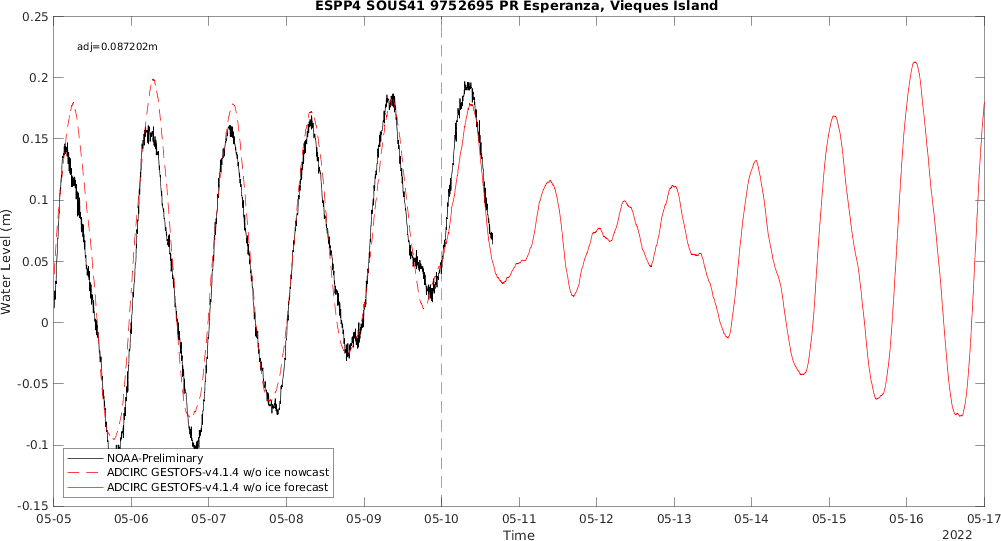 ESPP4 SOUS41 9752695 PR Esperanza, Vieques Island
adj=0.087202m
0.25
0.2
0.15
0.1
0.05
0
-0.05
-0.1
-0.15
Water Level (m)
NOAA-Preliminary
ADCIRC GESTOFS-v4.1.4 w/o ice nowcast
ADCIRC GESTOFS-v4.1.4 w/o ice forecast
05-05 05-06 05-07 05-08 05-09 05-10 05-11 05-12 05-13 05-14 05-15 05-16 05-17
Time
2022